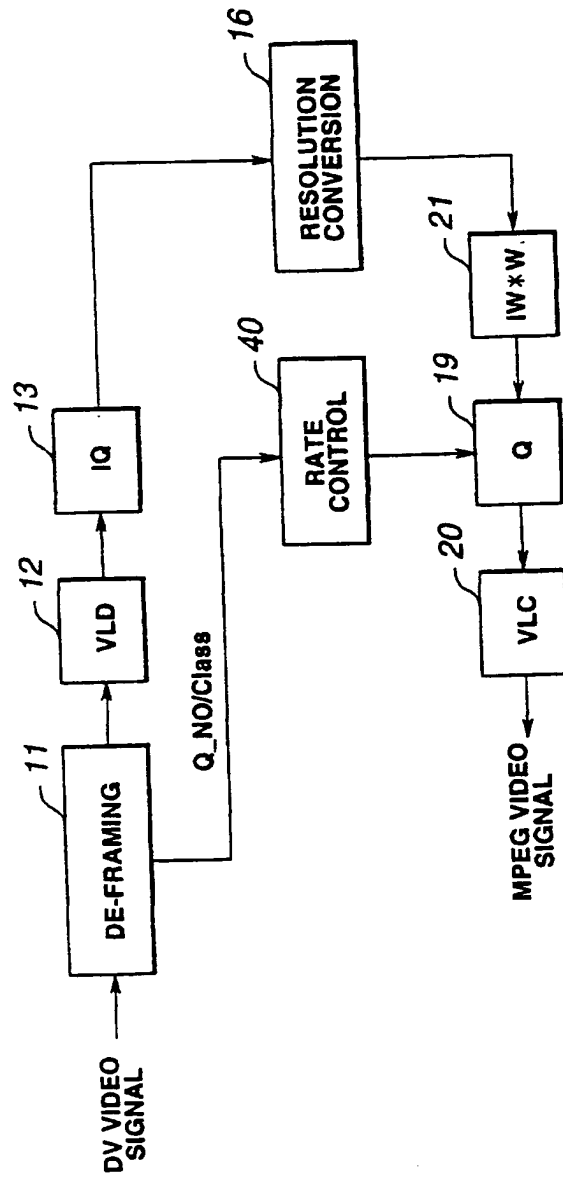 DV VIDEO
SIGNAL
11
DE-FRAMING
12
VLD
13
IQ
Q_NO/Class
40
RATE
CONTROL
16
RESOLUTION
CONVERSION
21
IW*W.
19
Q
20
VLC
MPEG VIDEO
SIGNAL